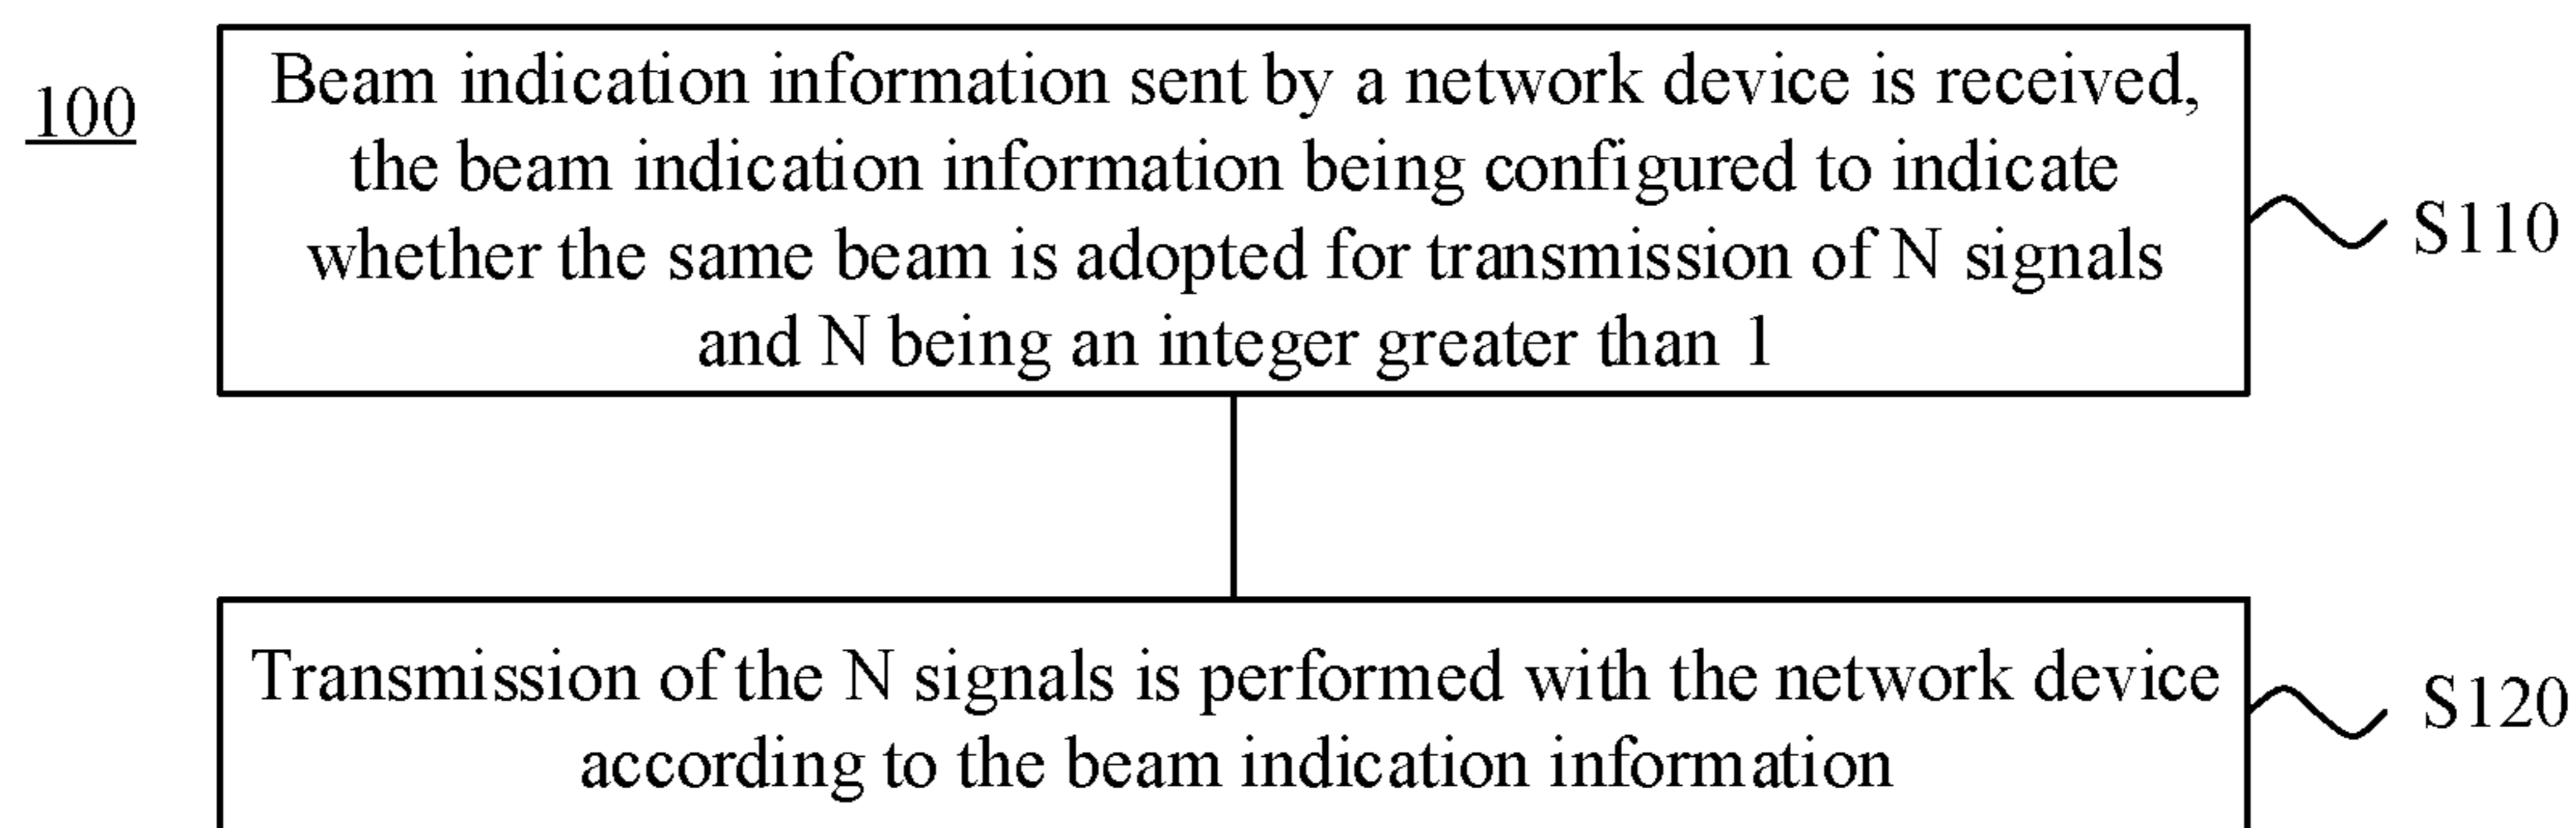 100
Beam indication information sent by a network device is received,
the beam indication information being configured to indicate
whether the same beam is adopted for transmission of N signals
and N being an integer greater than 1
S110
Transmission of the N signals is performed with the network device
according to the beam indication information
S120